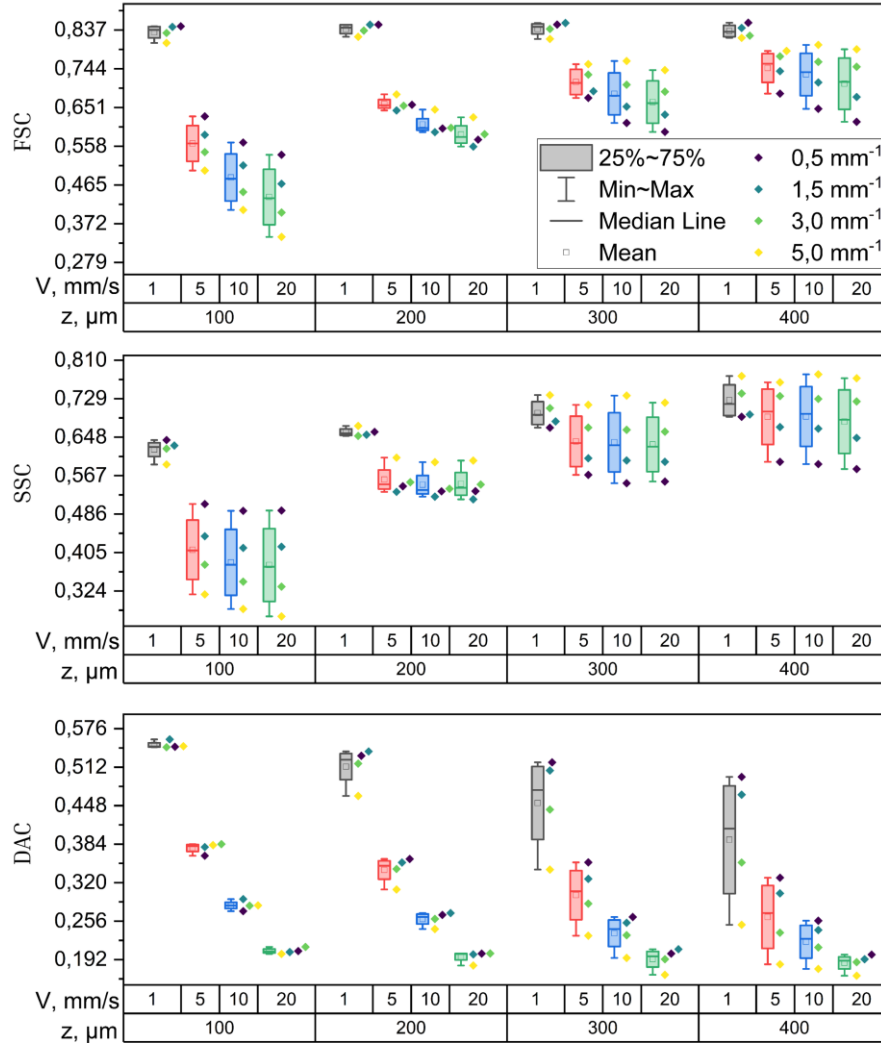 0,837
0,744
0,651
0,558
0,465
0,372
0,279
FSC
25%~75%
Min~Max
Median Line
Mean
0,5 mm⁻¹
1,5 mm⁻¹
3,0 mm⁻¹
5,0 mm⁻¹
V, mm/s 1 5 10 20 1 5 10 20 1 5 10 20 1 5 10 20
z, µm 100 200 300 400
0,810
0,729
0,648
0,567
0,486
0,405
0,324
SSC
V, mm/s 1 5 10 20 1 5 10 20 1 5 10 20 1 5 10 20
z, µm 100 200 300 400
0,576
0,512
0,448
0,384
0,320
0,256
0,192
DAC
V, mm/s 1 5 10 20 1 5 10 20 1 5 10 20 1 5 10 20
z, µm 100 200 300 400